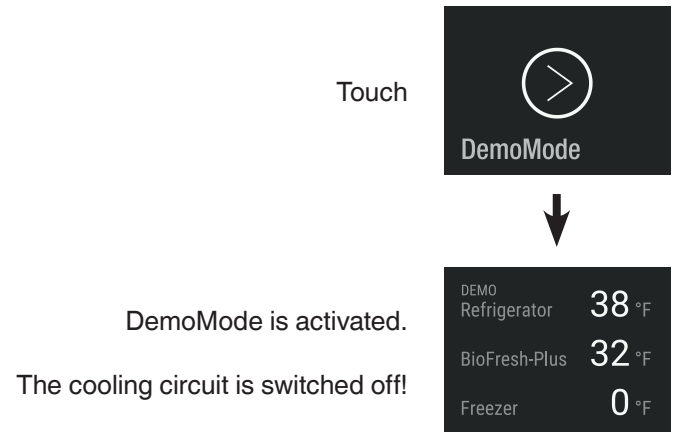 Touch
DemoMode
DemoMode is activated.
The cooling circuit is switched off!
DEMO
Refrigerator 38 °F
BioFresh-Plus 32 °F
Freezer 0 °F